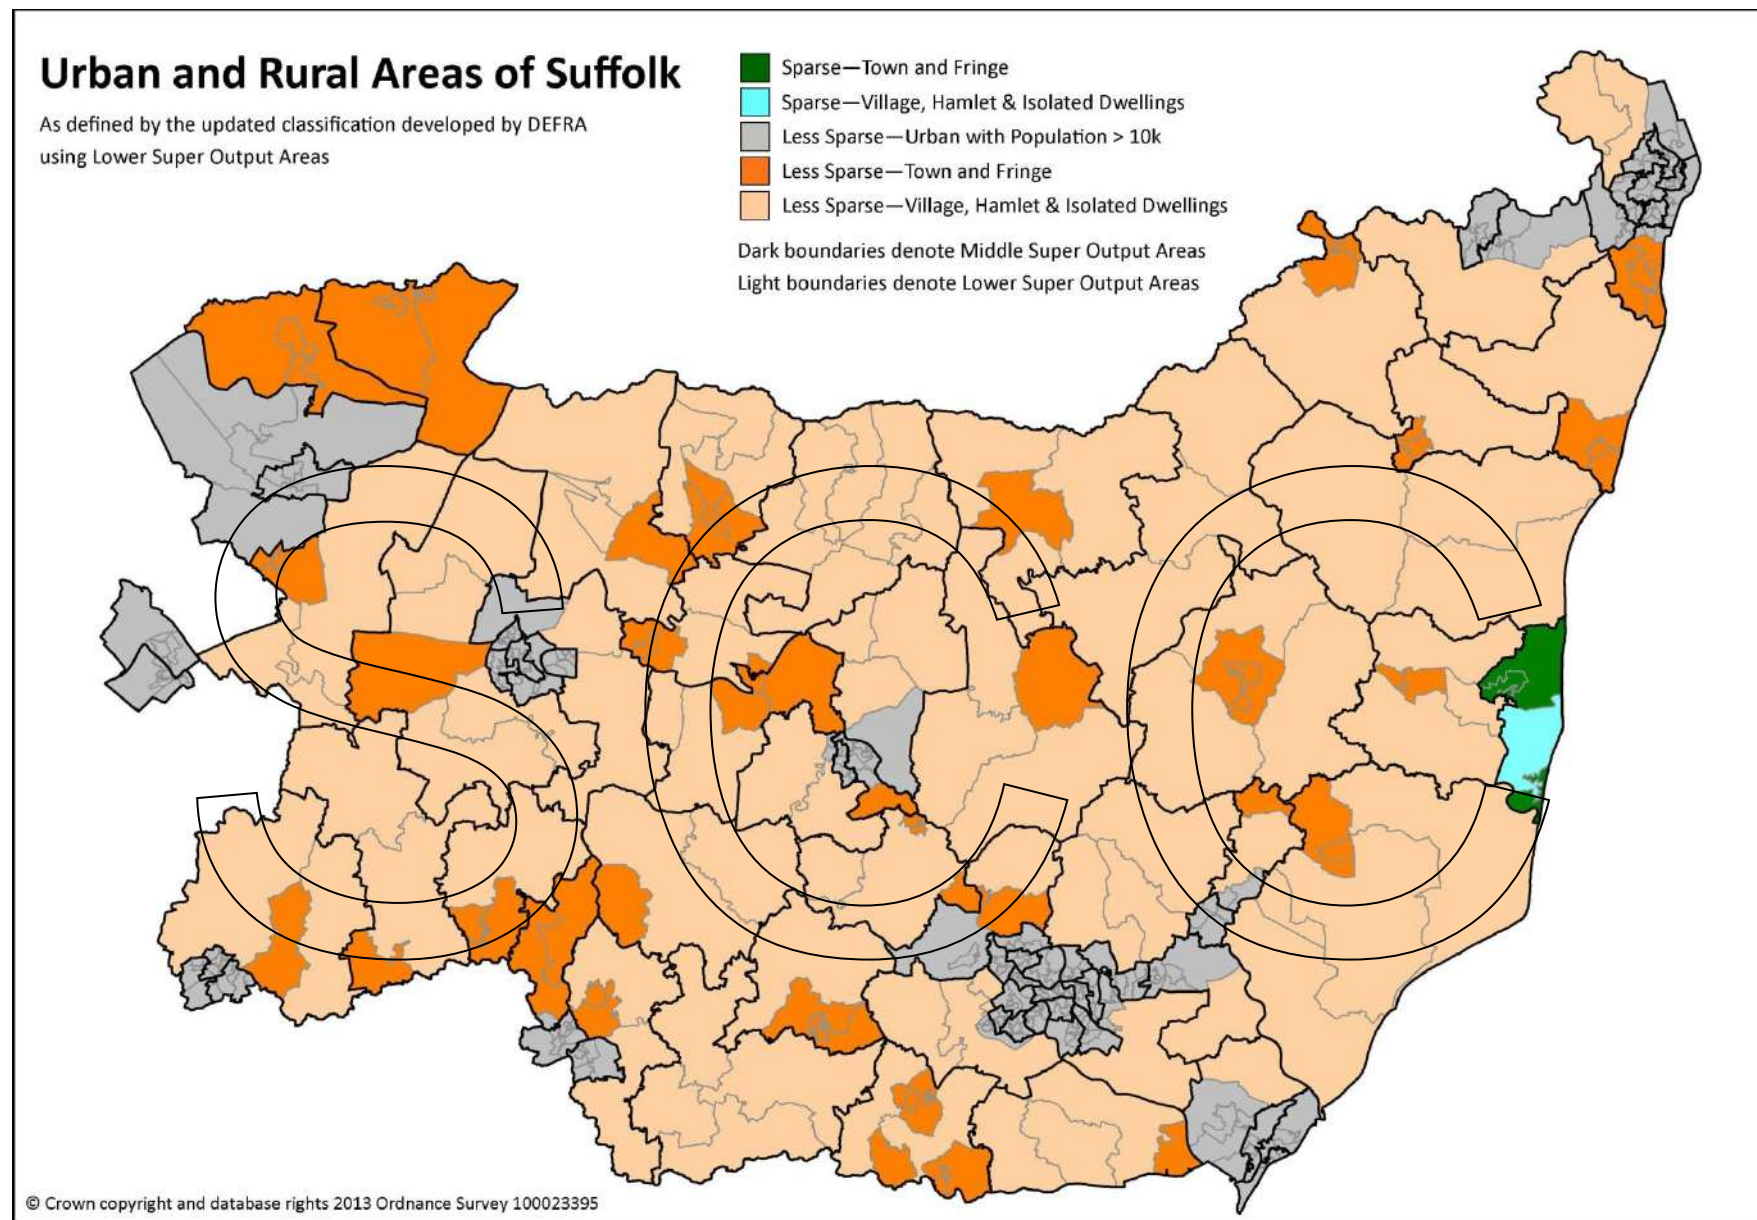 Urban and Rural Areas of Suffolk
As defined by the updated classification developed by DEFRA
using Lower Super Output Areas
Sparse—Town and Fringe
Sparse—Village, Hamlet & Isolated Dwellings
Less Sparse—Urban with Population > 10k
Less Sparse—Town and Fringe
Less Sparse—Village, Hamlet & Isolated Dwellings
Dark boundaries denote Middle Super Output Areas
Light boundaries denote Lower Super Output Areas
SCC
© Crown copyright and database rights 2013 Ordnance Survey 100023395